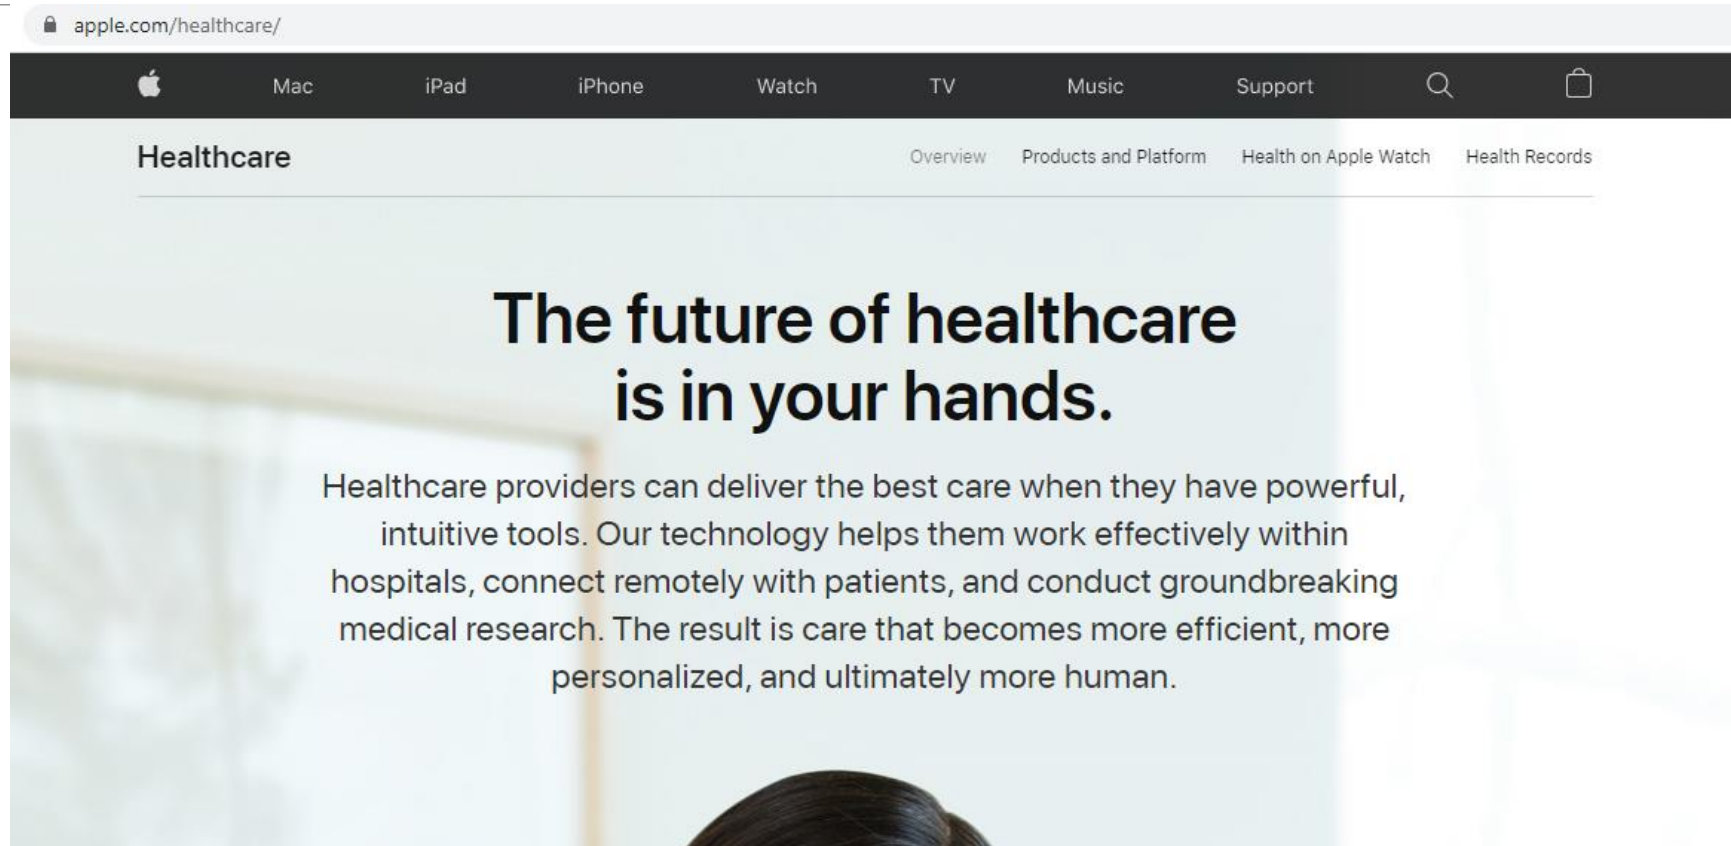 apple.com/healthcare/
Mac iPad iPhone Watch TV Music Support
Healthcare Overview Products and Platform Health on Apple Watch Health Records
The future of healthcare
is in your hands.
Healthcare providers can deliver the best care when they have powerful,
intuitive tools. Our technology helps them work effectively within
hospitals, connect remotely with patients, and conduct groundbreaking
medical research. The result is care that becomes more efficient, more
personalized, and ultimately more human.